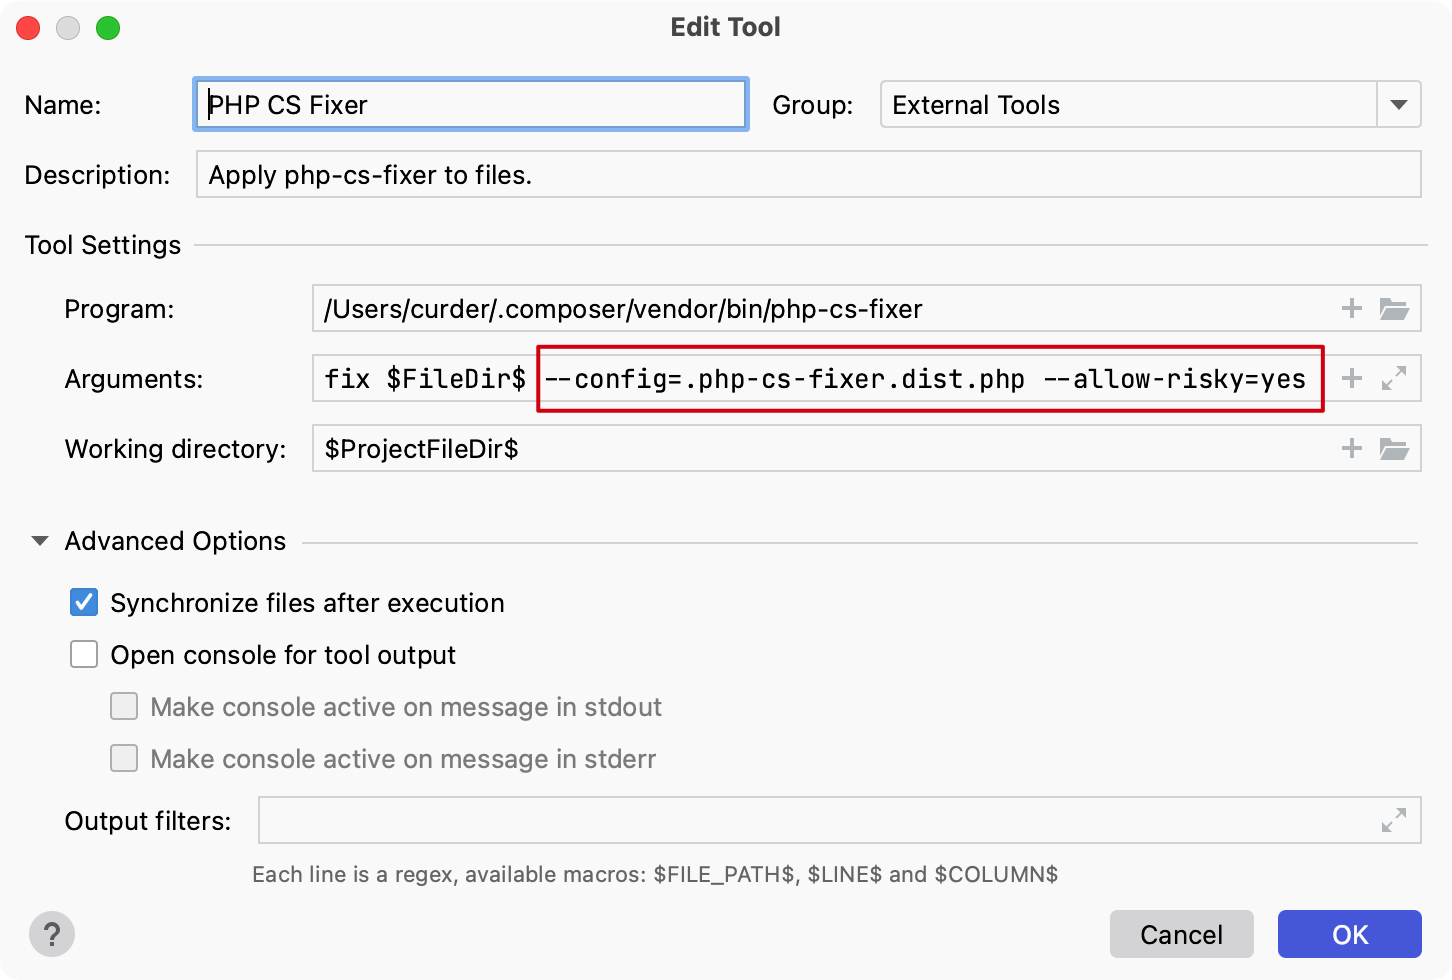 Edit Tool
Name: PHP CS Fixer Group: External Tools
Description: Apply php-cs-fixer to files.
Tool Settings
Program: /Users/curder/.composer/vendor/bin/php-cs-fixer
Arguments: fix $FileDir$ --config=.php-cs-fixer.dist.php --allow-risky=yes
Working directory: $ProjectFileDir$
Advanced Options
Synchronize files after execution
Open console for tool output
Make console active on message in stdout
Make console active on message in stderr
Output filters:
Each line is a regex, available macros: $FILE_PATH$, $LINE$ and $COLUMN$
? Cancel OK